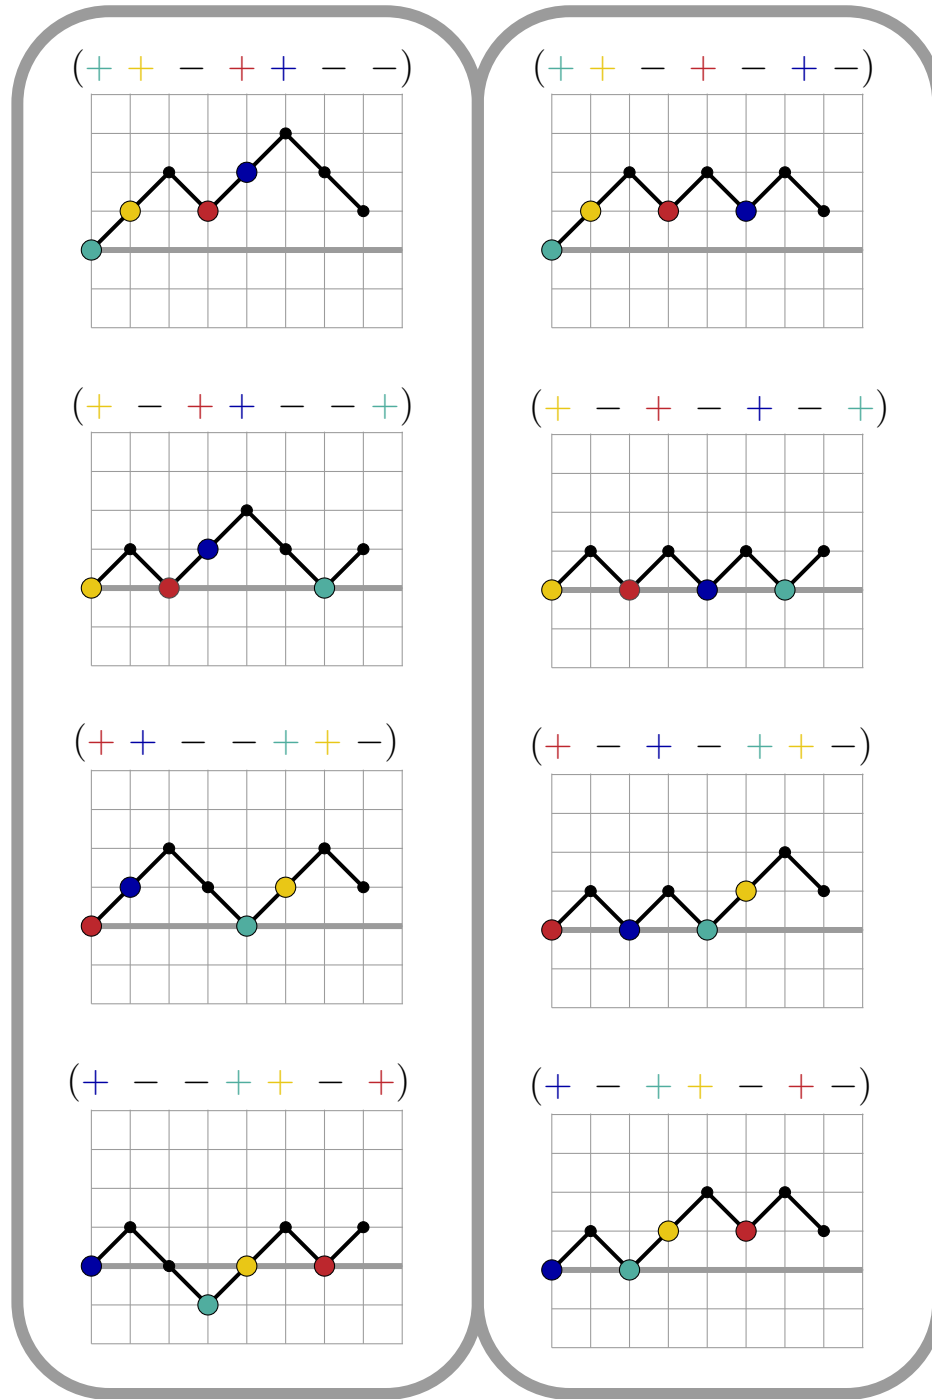 (+ + − + + − −)
(+ + − + − + −)
(+ − + + − − +)
(+ − + − + − +)
(+ + − − + + −)
(+ − + − + + −)
(+ − − + + − +)
(+ − + + − + −)